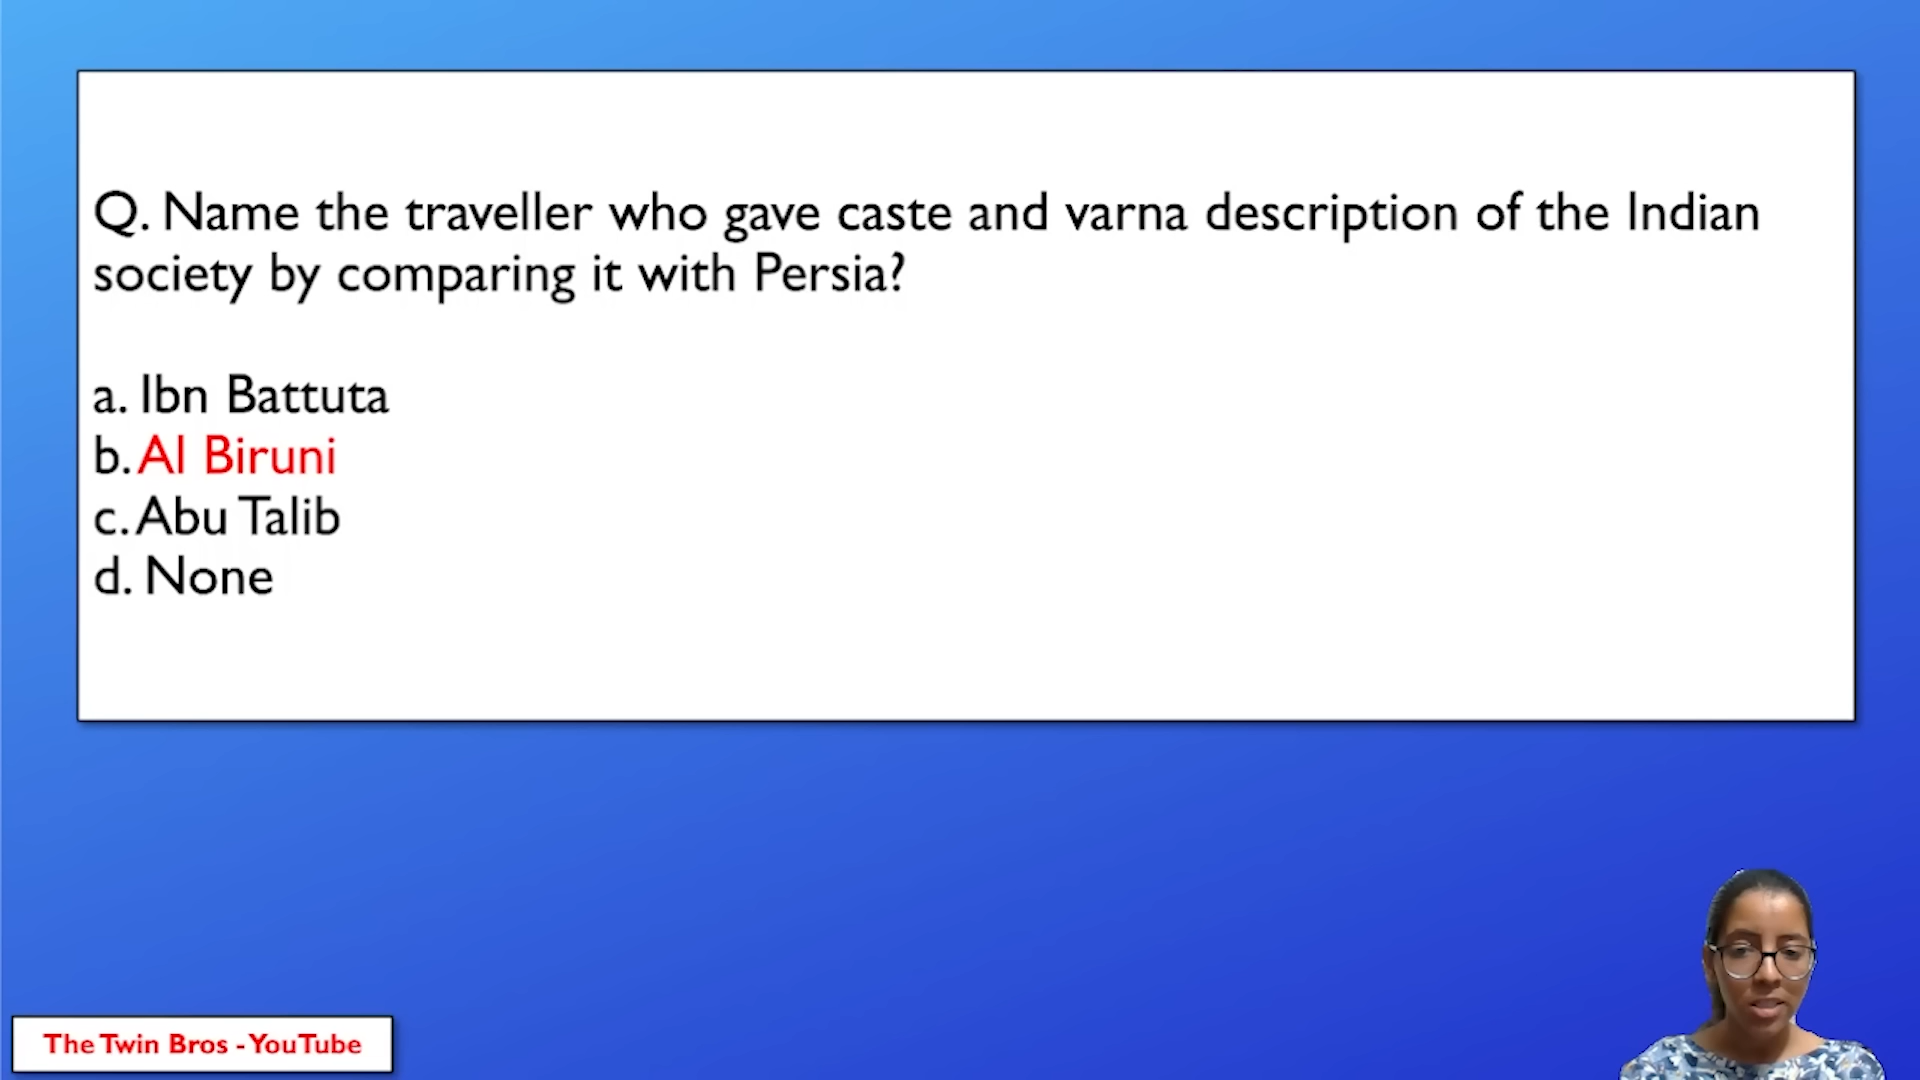 Q. Name the traveller who gave caste and varna description of the Indian
society by comparing it with Persia?
a. Ibn Battuta
b. Al Biruni
c. Abu Talib
d. None
The Twin Bros - YouTube